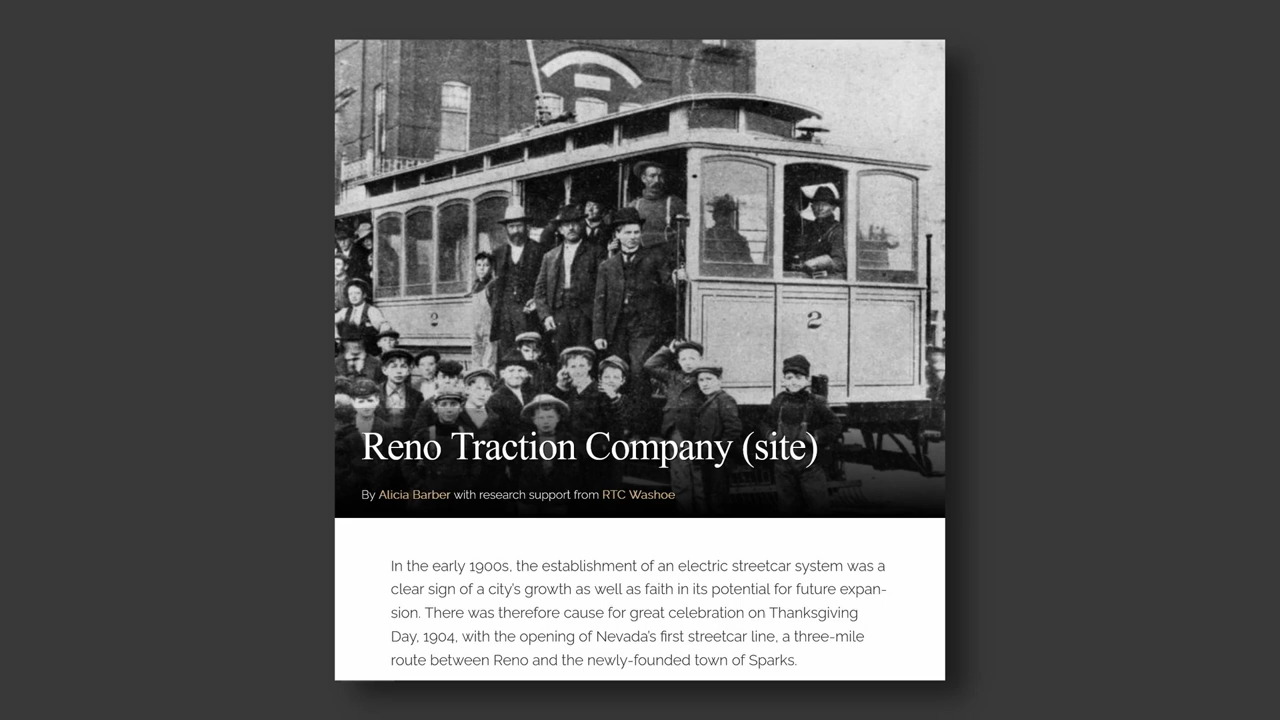 2
2
Reno Traction Company (site)
By Alicia Barber with research support from RTC Washoe
In the early 1900s, the establishment of an electric streetcar system was a
clear sign of a city's growth as well as faith in its potential for future expan-
sion. There was therefore cause for great celebration on Thanksgiving
Day, 1904, with the opening of Nevada's first streetcar line, a three-mile
route between Reno and the newly-founded town of Sparks.